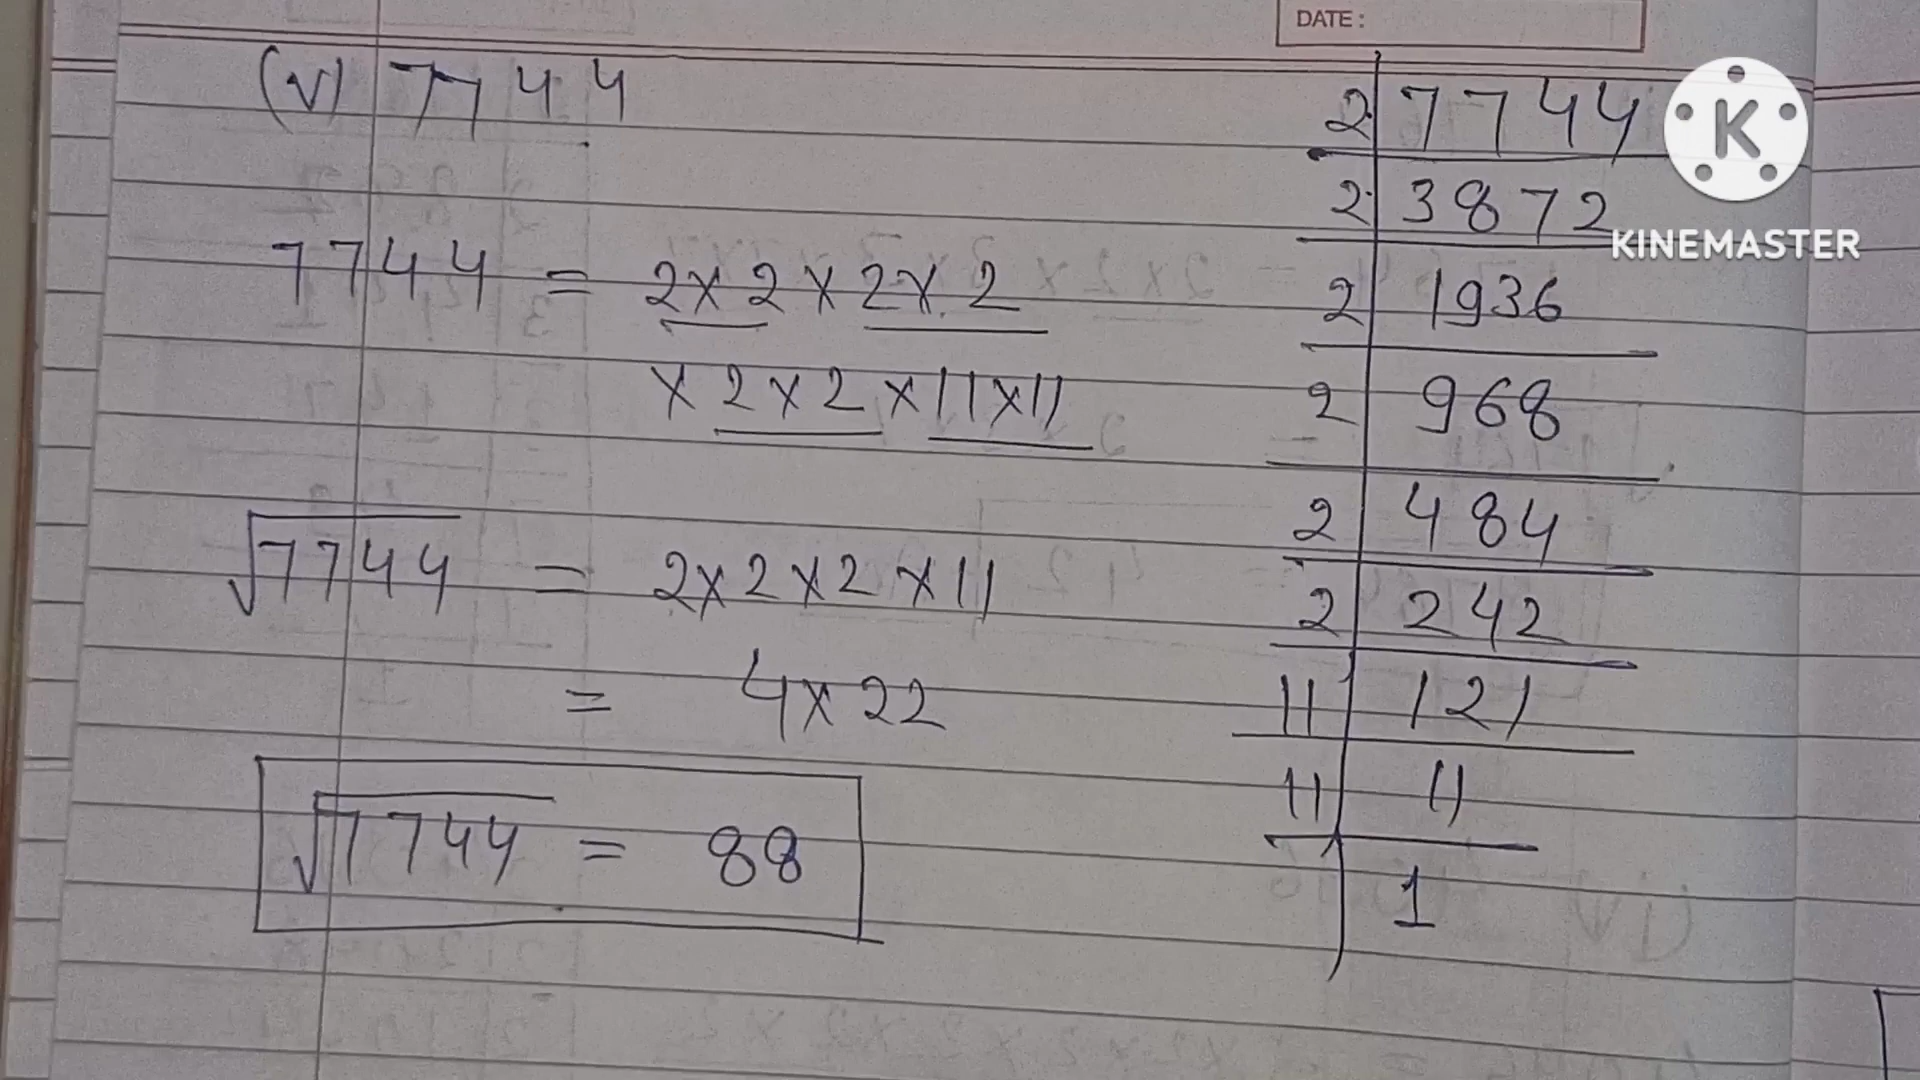 DATE :
(v) 7744
7744 = 2×2×2×2
×2×2×11×11
√7744 = 2×2×2×11
= 4×22
√7744 = 88
2 | 7744
2 | 3872
2 | 1936
2 | 968
2 | 484
2 | 242
11 | 121
11 | 11
1
K
KINEMASTER